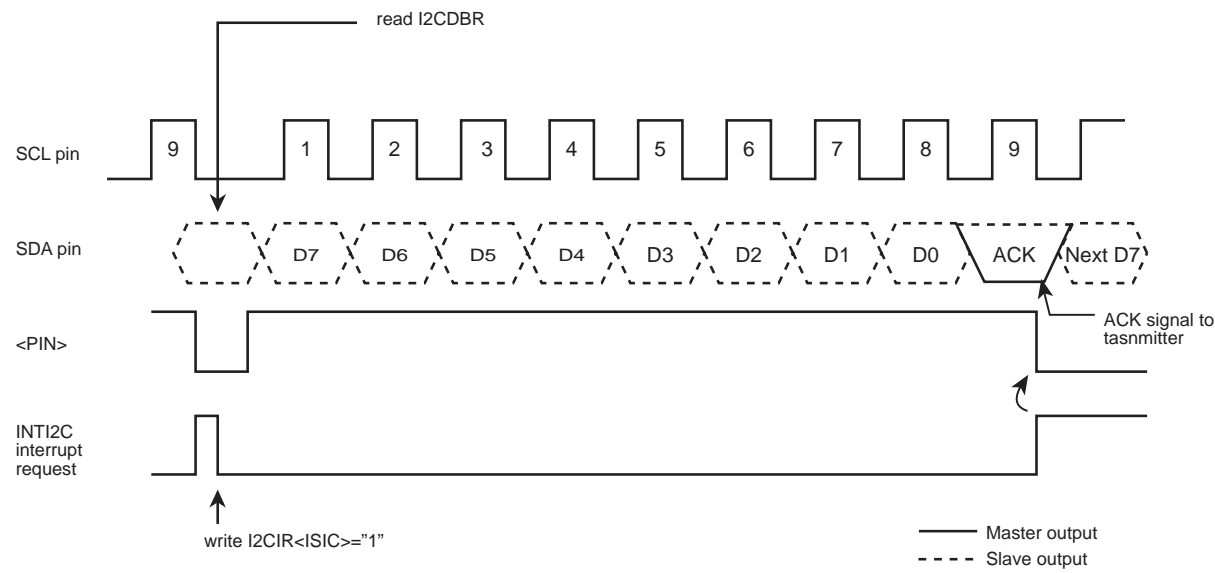 read I2CDBR
SCL pin
9 1 2 3 4 5 6 7 8 9
SDA pin
D7 D6 D5 D4 D3 D2 D1 D0 ACK Next D7
ACK signal to
tasnmitter
<PIN>
INTI2C
interrupt
request
write I2CIR<ISIC>="1"
Master output
Slave output